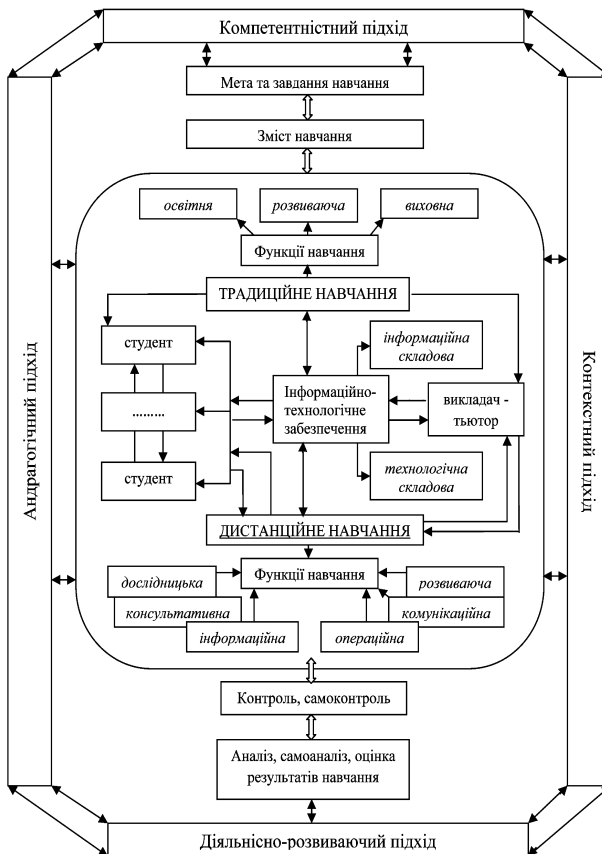 Компетентністий підхід
Мета та завдання навчання
Зміст навчання
освітня
розвиваюча
виховна
Функції навчання
ТРАДИЦІЙНЕ НАВЧАННЯ
студент
………
студент
Інформаційно-
технологічне
забезпечення
інформаційна
складова
викладач -
тьютор
технологічна
складова
ДИСТАНЦІЙНЕ НАВЧАННЯ
Функції навчання
дослідницька
консультативна
інформаційна
розвиваюча
комунікаційна
операційна
Контроль, самоконтроль
Аналіз, самоаналіз, оцінка
результатів навчання
Діяльнісно-розвиваючий підхід
Андрагогічний підхід
Контекстний підхід